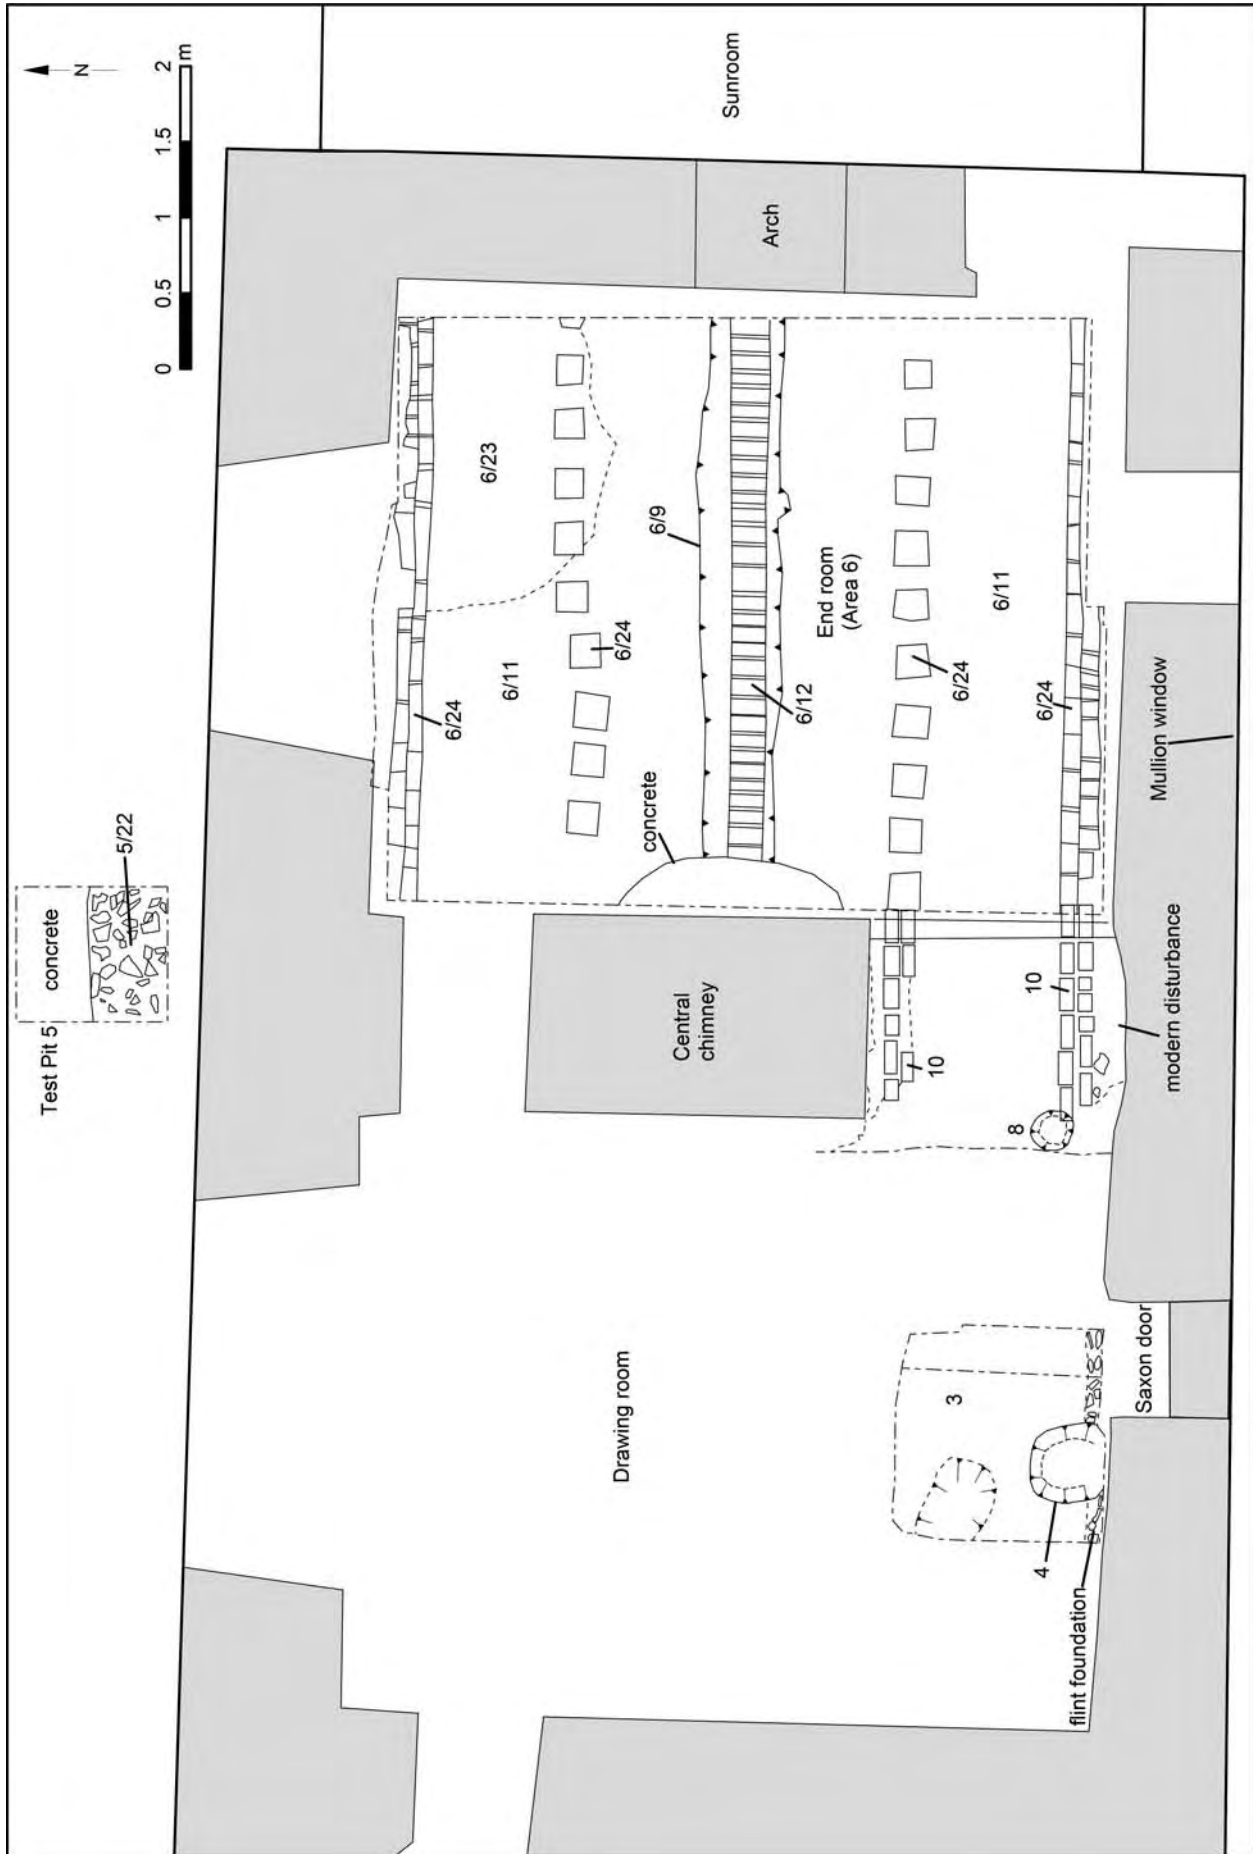 Test Pit 5
concrete
5/22
N
0 0.5 1 1.5 2 m
Sunroom
Arch
6/23
6/11
6/24
6/24
6/9
concrete
6/12
End room
(Area 6)
6/24
6/11
6/24
Central
chimney
10
10
8
modern disturbance
Mullion window
Drawing room
3
4
flint foundation
Saxon door